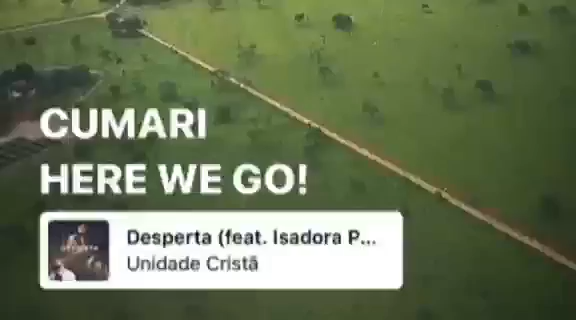 CUMARI
HERE WE GO!
Desperta (feat. Isadora P...
Unidade Cristã